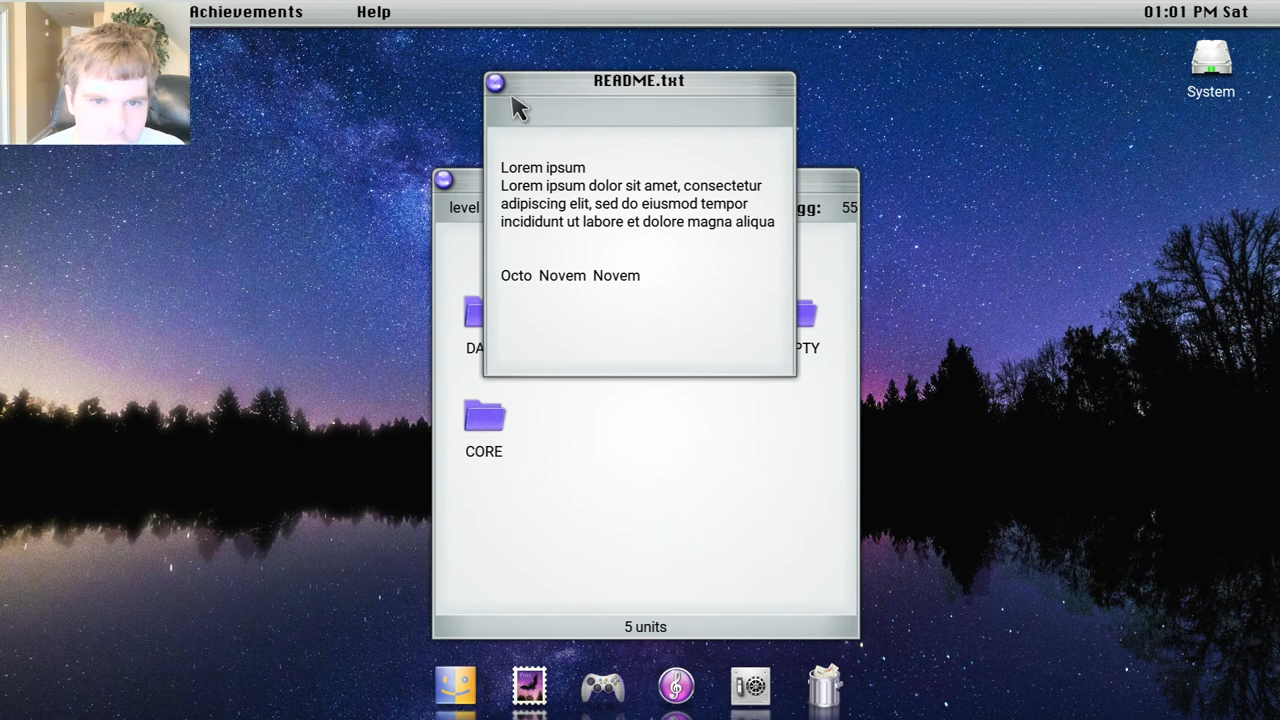 Achievements Help 01:01 PM Sat
System
README.txt
Lorem ipsum
Lorem ipsum dolor sit amet, consectetur
adipiscing elit, sed do eiusmod tempor
incididunt ut labore et dolore magna aliqua
level gg: 55
Octo Novem Novem
DA PTY
CORE
5 units